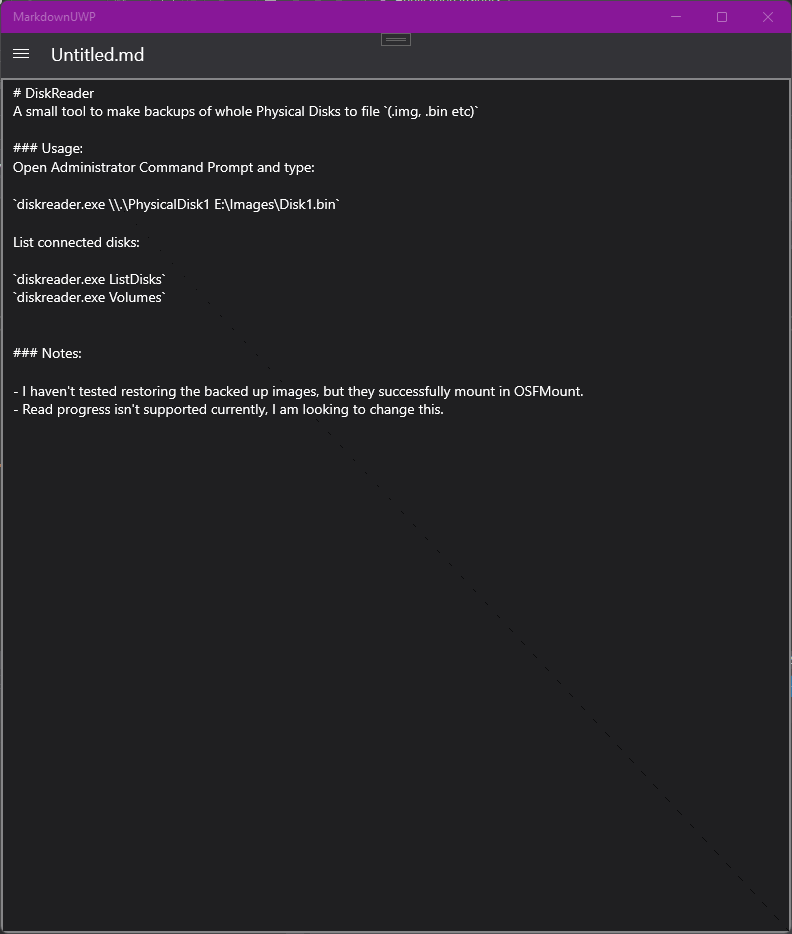 MarkdownUWP
Untitled.md
# DiskReader
A small tool to make backups of whole Physical Disks to file `(.img, .bin etc)`
### Usage:
Open Administrator Command Prompt and type:
`diskreader.exe \\.\PhysicalDisk1 E:\Images\Disk1.bin`
List connected disks:
`diskreader.exe ListDisks`
`diskreader.exe Volumes`
### Notes:
- I haven't tested restoring the backed up images, but they successfully mount in OSFMount.
- Read progress isn't supported currently, I am looking to change this.